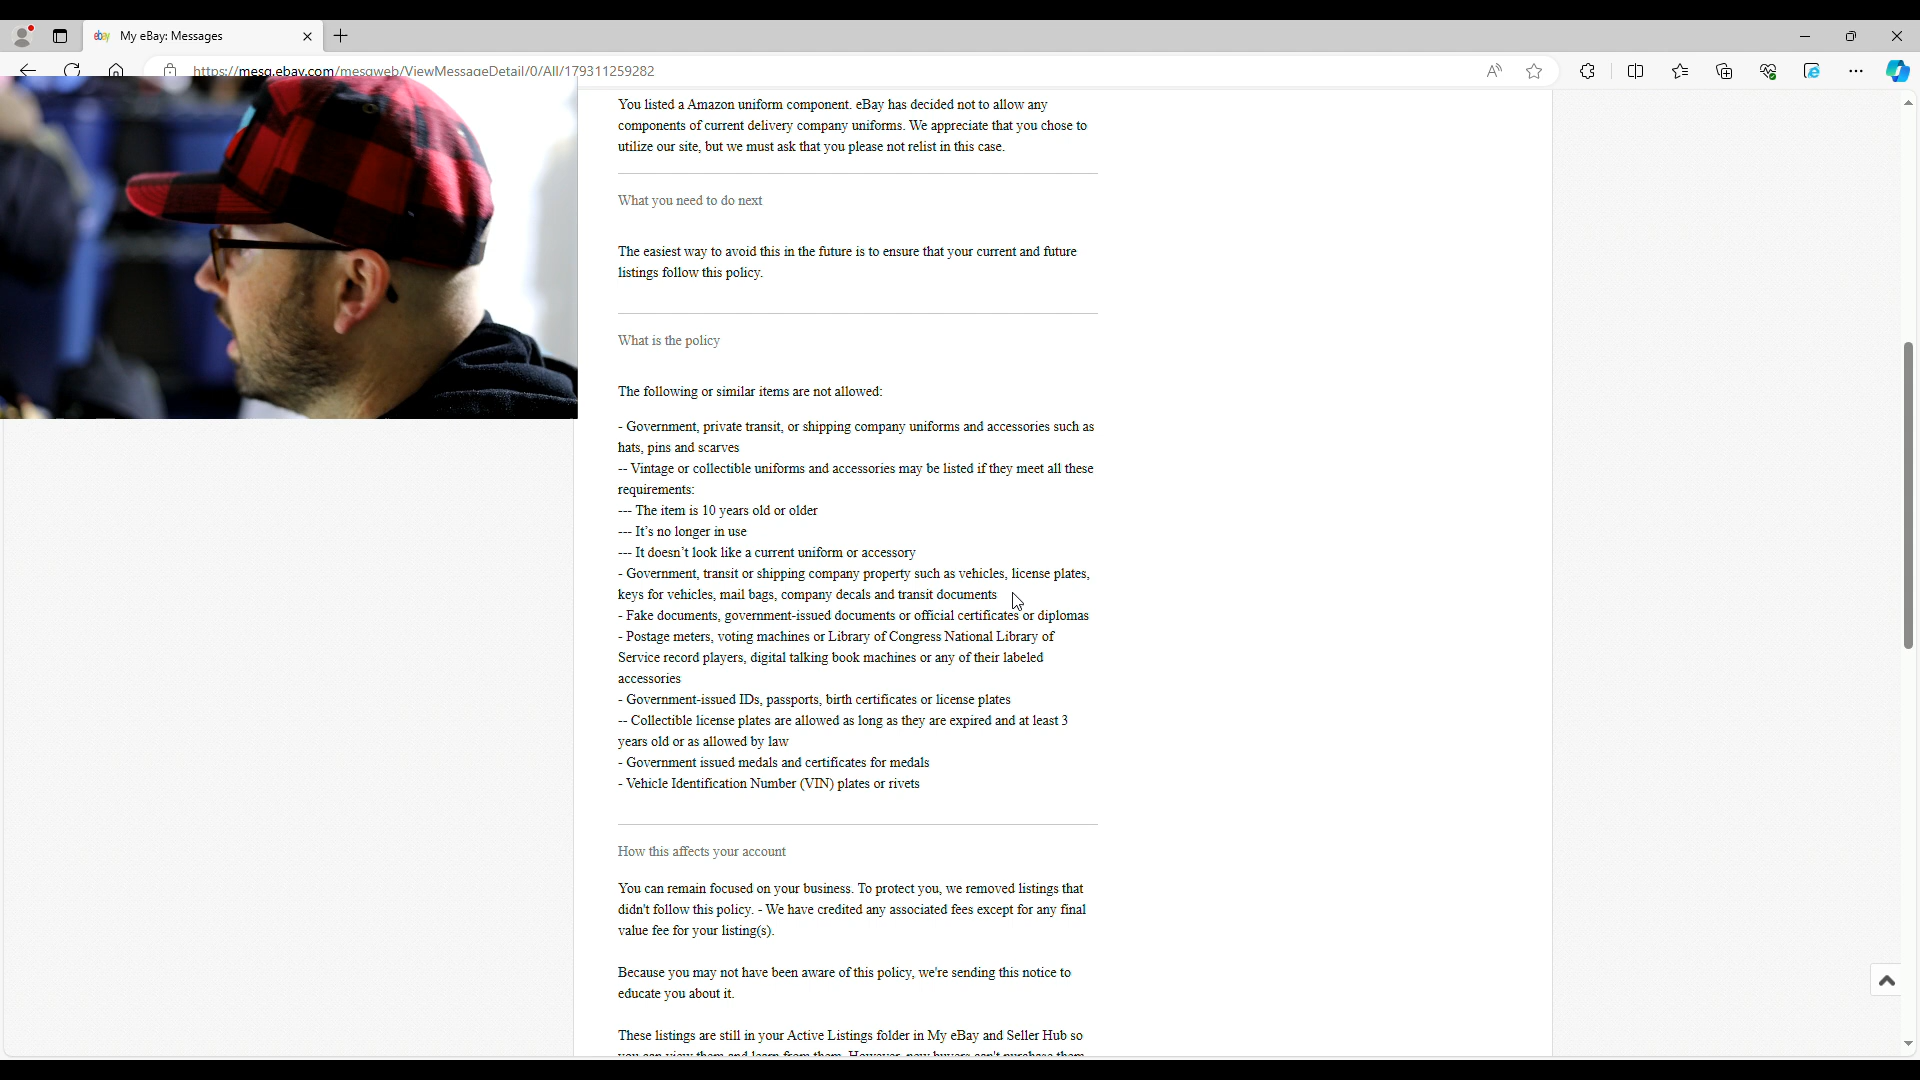 ebay My eBay: Messages
https://mesg.ebay.com/mesgweb/ViewMessageDetail/0/All/179311259282
You listed a Amazon uniform component. eBay has decided not to allow any
components of current delivery company uniforms. We appreciate that you chose to
utilize our site, but we must ask that you please not relist in this case.
What you need to do next
The easiest way to avoid this in the future is to ensure that your current and future
listings follow this policy.
What is the policy
The following or similar items are not allowed:
- Government, private transit, or shipping company uniforms and accessories such as
hats, pins and scarves
-- Vintage or collectible uniforms and accessories may be listed if they meet all these
requirements:
--- The item is 10 years old or older
--- It’s no longer in use
--- It doesn’t look like a current uniform or accessory
- Government, transit or shipping company property such as vehicles, license plates,
keys for vehicles, mail bags, company decals and transit documents
- Fake documents, government-issued documents or official certificates or diplomas
- Postage meters, voting machines or Library of Congress National Library of
Service record players, digital talking book machines or any of their labeled
accessories
- Government-issued IDs, passports, birth certificates or license plates
-- Collectible license plates are allowed as long as they are expired and at least 3
years old or as allowed by law
- Government issued medals and certificates for medals
- Vehicle Identification Number (VIN) plates or rivets
How this affects your account
You can remain focused on your business. To protect you, we removed listings that
didn't follow this policy. - We have credited any associated fees except for any final
value fee for your listing(s).
Because you may not have been aware of this policy, we're sending this notice to
educate you about it.
These listings are still in your Active Listings folder in My eBay and Seller Hub so
you can view them and learn from them. However, new buyers can't purchase them